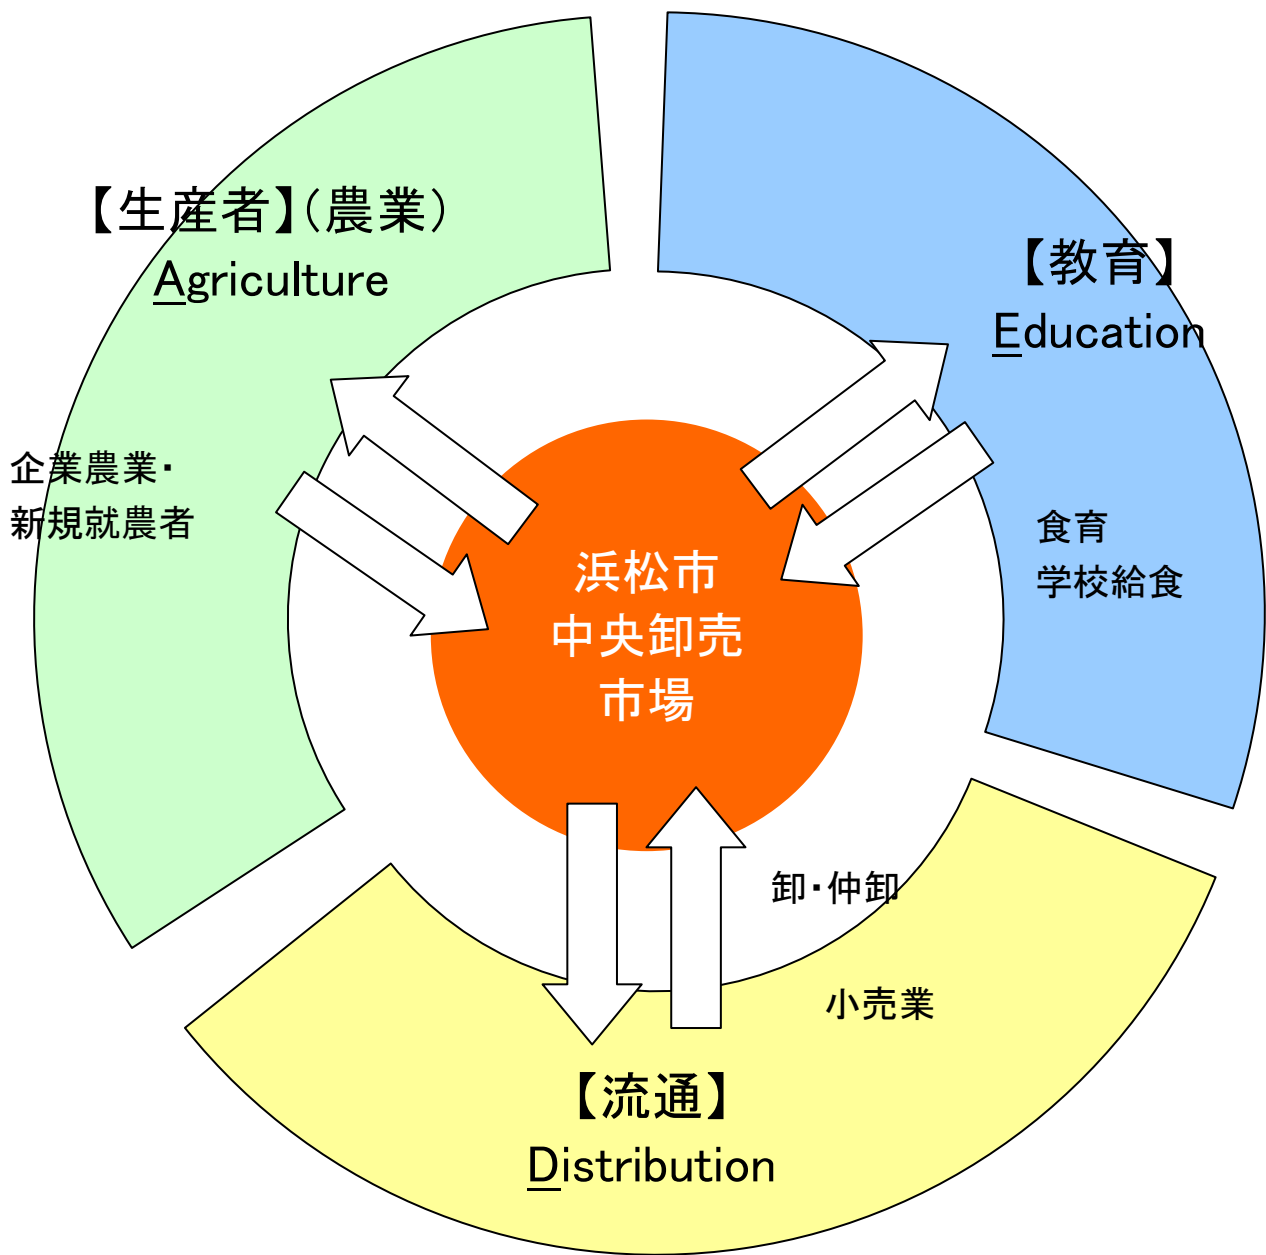 【生産者】（農業）
Agriculture
企業農業・
新規就農者
【教育】
Education
食育
学校給食
浜松市
中央卸売
市場
卸・仲卸
小売業
【流通】
Distribution